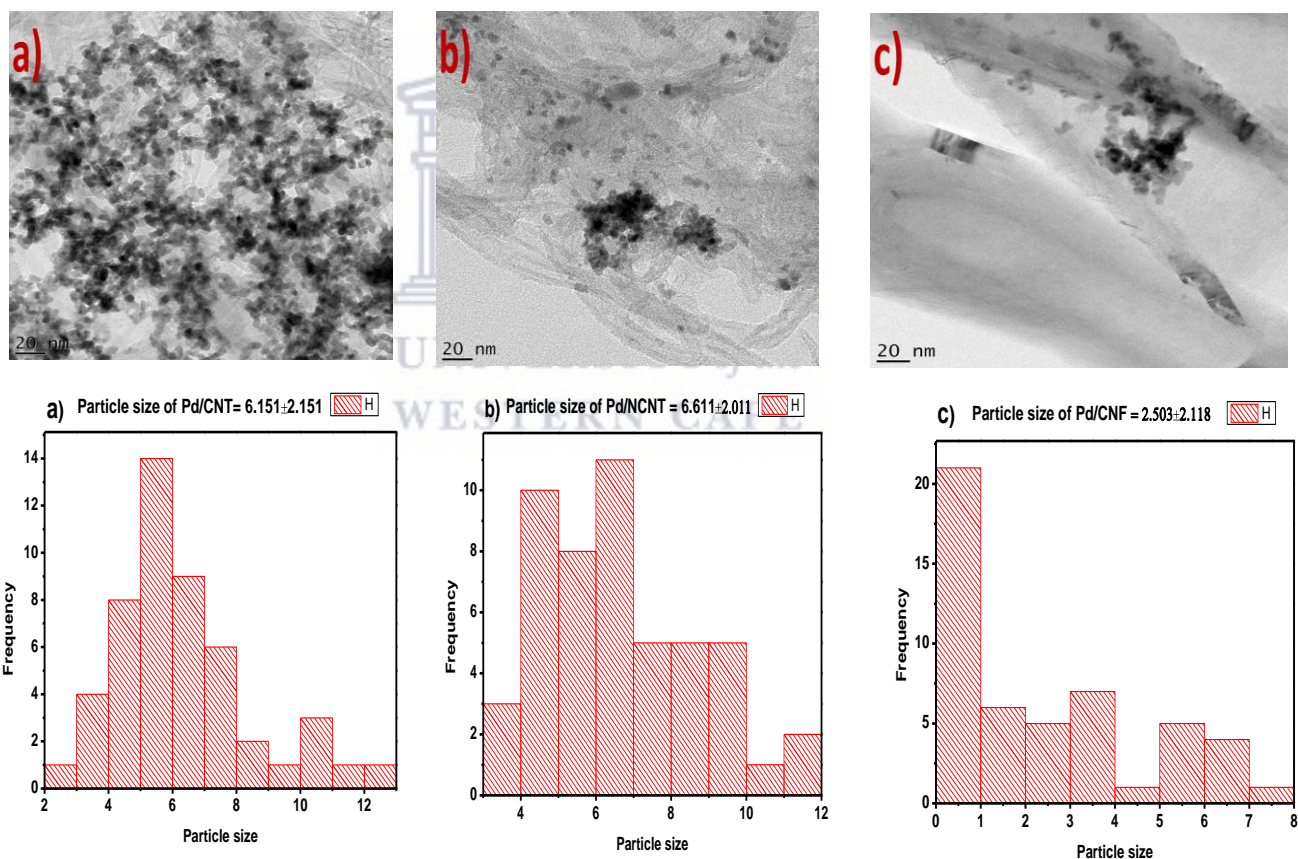 a)
b)
c)
20 nm
20 nm
20 nm
WESTERN CAPE
a) Particle size of Pd/CNT= 6.151±2.151
H
b) Particle size of Pd/NCNT = 6.611±2.011
H
c) Particle size of Pd/CNF = 2.503±2.118
H
Frequency
14
12
10
8
6
4
2
0
2 4 6 8 10 12
Particle size
Frequency
10
8
6
4
2
0
4 6 8 10 12
Particle size
Frequency
20
15
10
5
0
0 1 2 3 4 5 6 7 8
Particle size